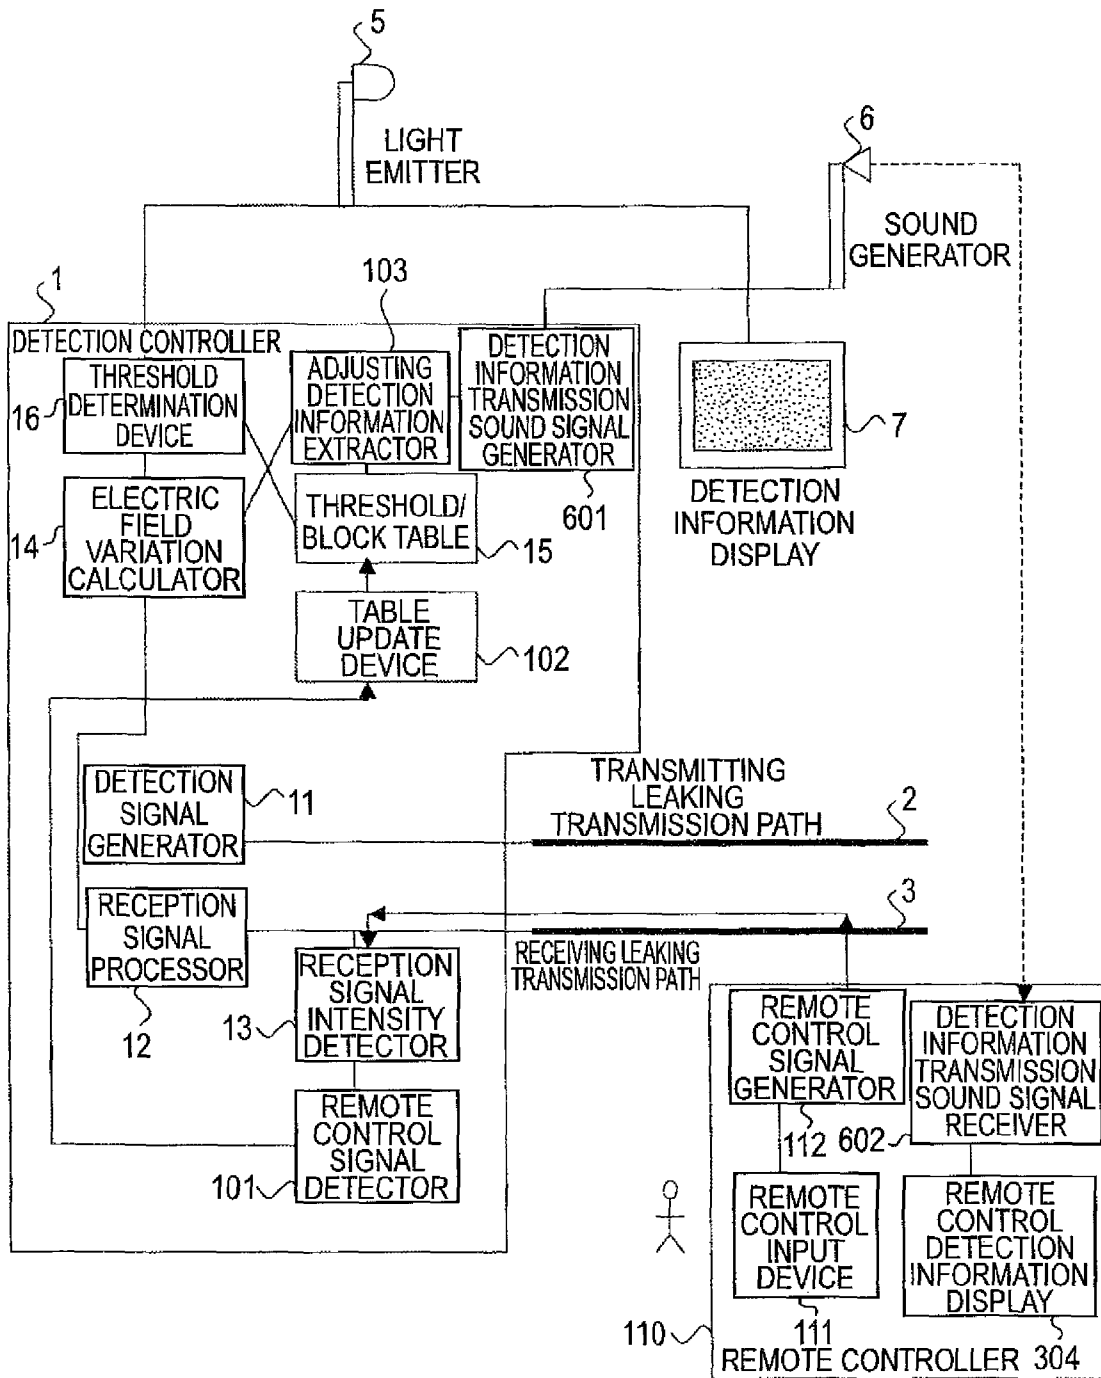 5
LIGHT
EMITTER
6
SOUND
GENERATOR
1
103
DETECTION CONTROLLER
THRESHOLD
DETERMINATION
DEVICE
16
ADJUSTING
DETECTION
INFORMATION
EXTRACTOR
DETECTION
INFORMATION
TRANSMISSION
SOUND SIGNAL
GENERATOR
601
7
DETECTION
INFORMATION
DISPLAY
ELECTRIC
FIELD
VARIATION
CALCULATOR
14
THRESHOLD/
BLOCK TABLE
15
TABLE
UPDATE
DEVICE
102
DETECTION
SIGNAL
GENERATOR
11
TRANSMITTING
LEAKING
TRANSMISSION PATH
2
RECEPTION
SIGNAL
PROCESSOR
12
3
RECEIVING LEAKING
TRANSMISSION PATH
RECEPTION
SIGNAL
INTENSITY
DETECTOR
13
REMOTE
CONTROL
SIGNAL
DETECTOR
101
REMOTE
CONTROL
SIGNAL
GENERATOR
112
DETECTION
INFORMATION
TRANSMISSION
SOUND SIGNAL
RECEIVER
602
REMOTE
CONTROL
INPUT
DEVICE
111
REMOTE
CONTROL
DETECTION
INFORMATION
DISPLAY
304
110
REMOTE CONTROLLER